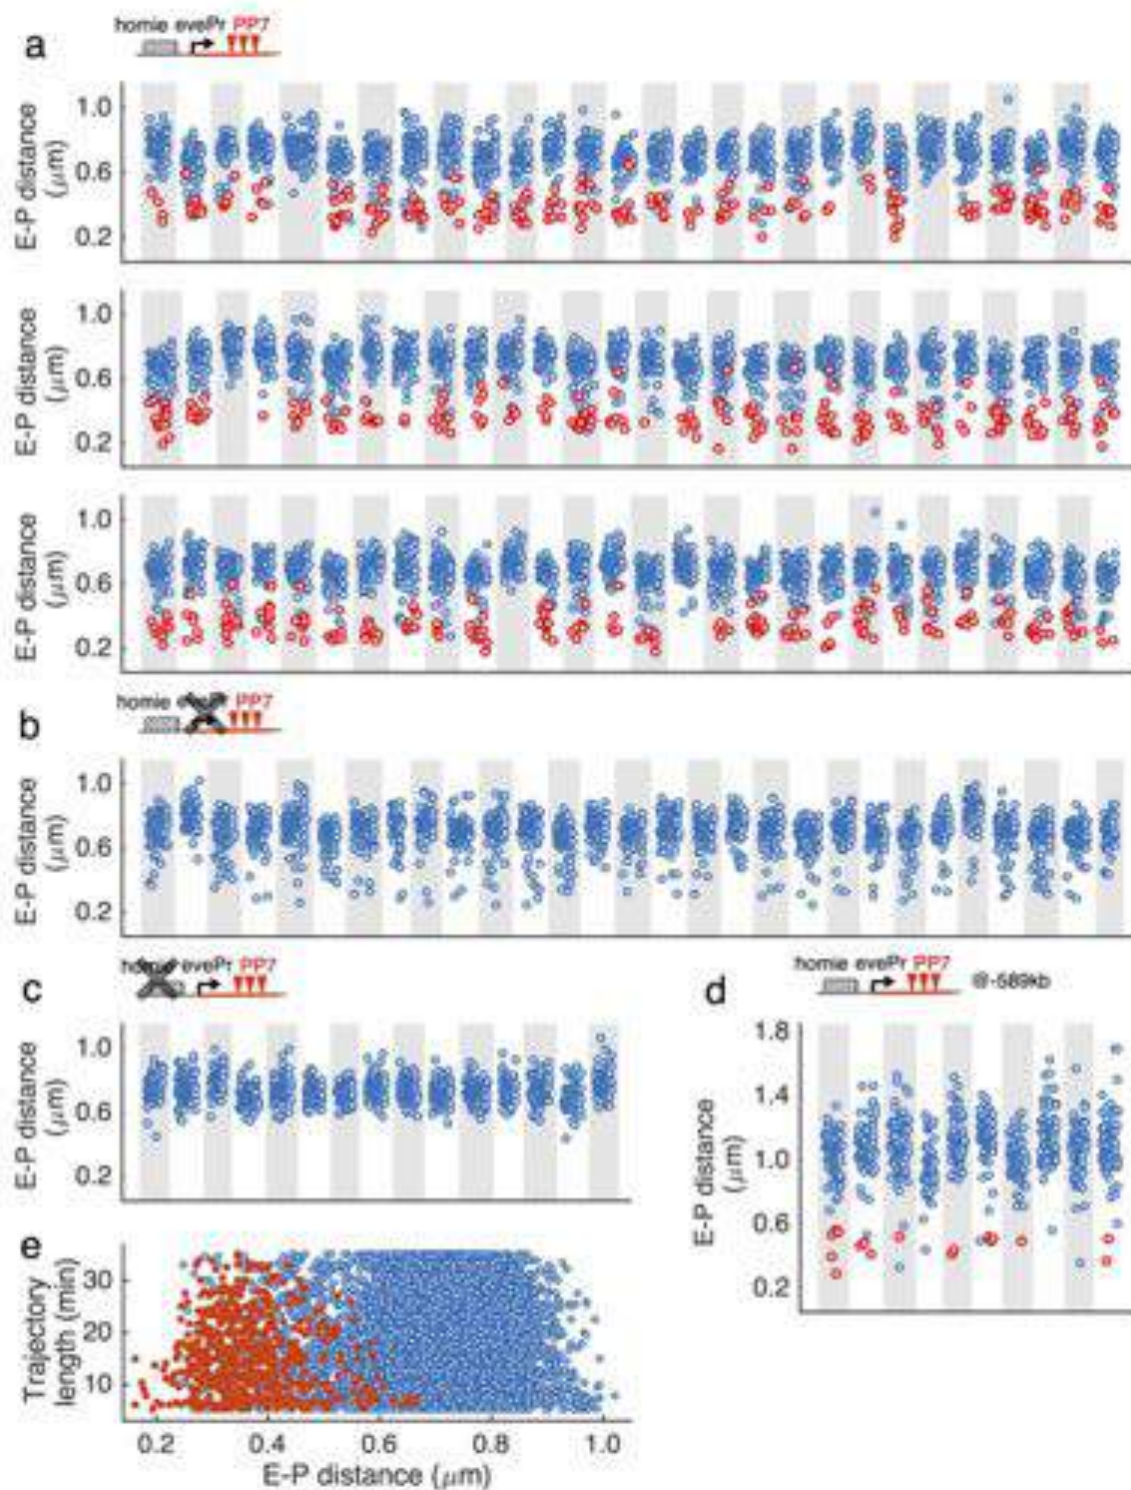 homie evePr PP7
a
E-P distance
(μm)
1.0
0.6
0.2
E-P distance
(μm)
1.0
0.6
0.2
E-P distance
(μm)
1.0
0.6
0.2
homie PP7
b
E-P distance
(μm)
1.0
0.6
0.2
homie evePr PP7
c
E-P distance
(μm)
1.0
0.6
0.2
homie evePr PP7
@-589kb
d
E-P distance
(μm)
1.8
1.4
1.0
0.6
0.2
e
Trajectory
length (min)
30
20
10
0.2 0.4 0.6 0.8 1.0
E-P distance (μm)